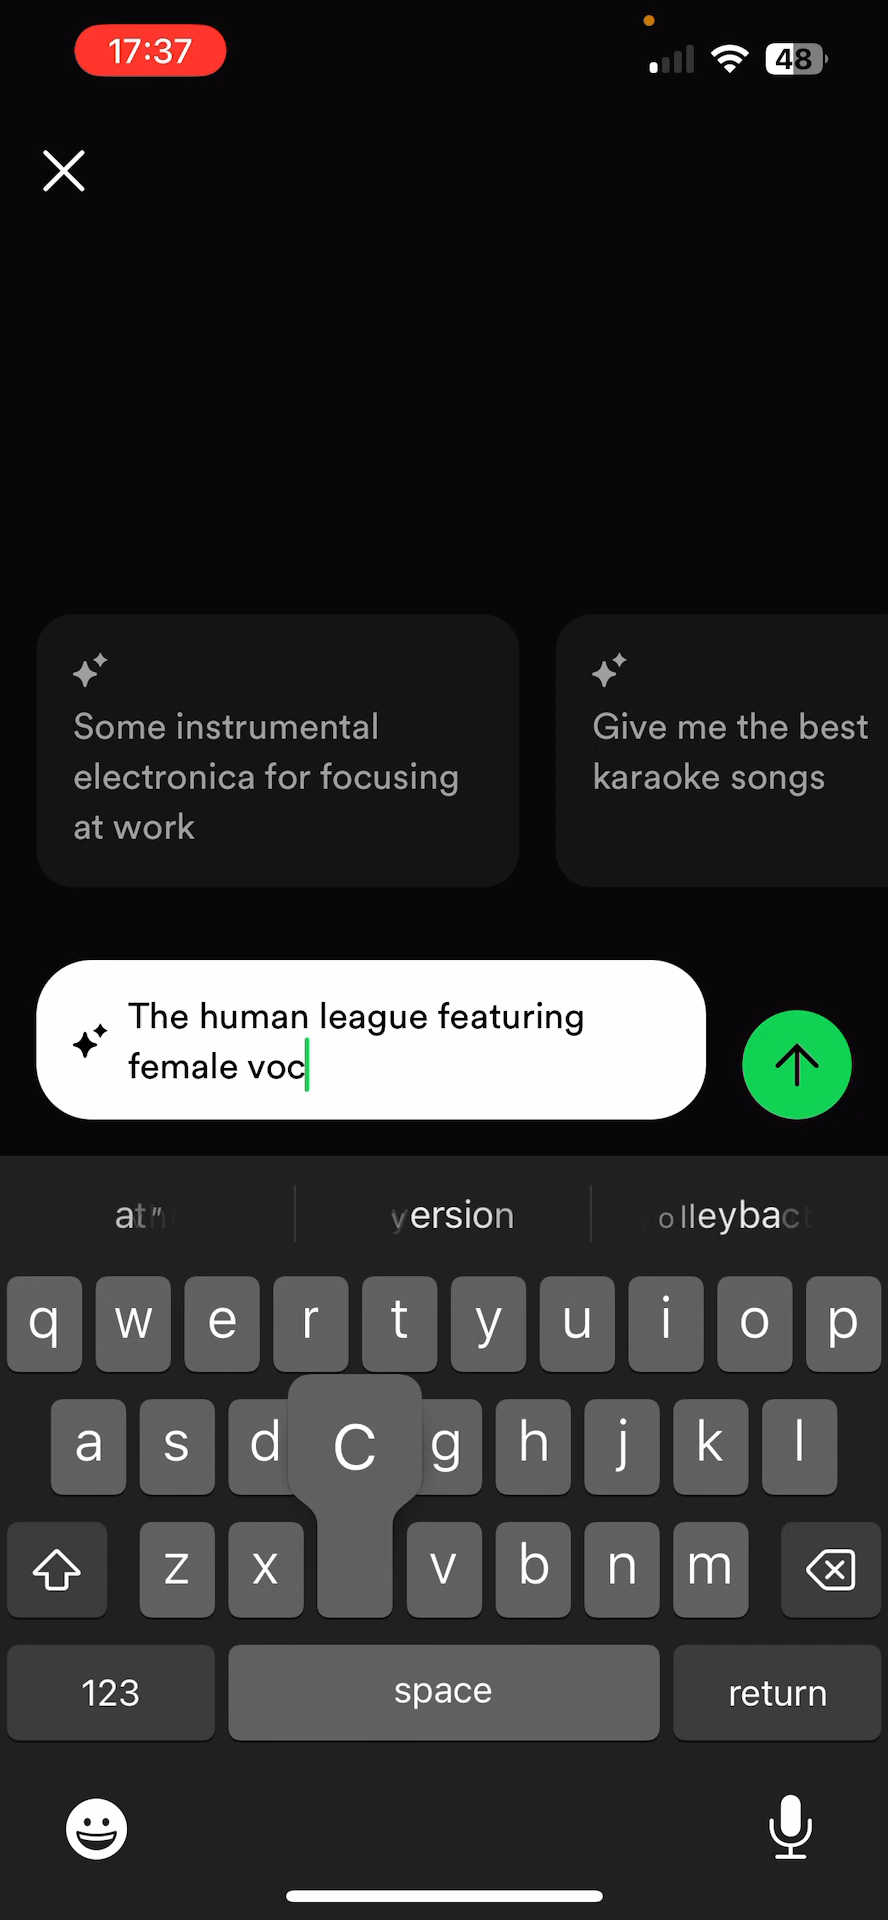 17:37
48
Some instrumental
electronica for focusing
at work
Give me the best
karaoke songs
The human league featuring
female voc
q w e r t y u i o p
a s d C g h j k l
z x v b n m
123 space return